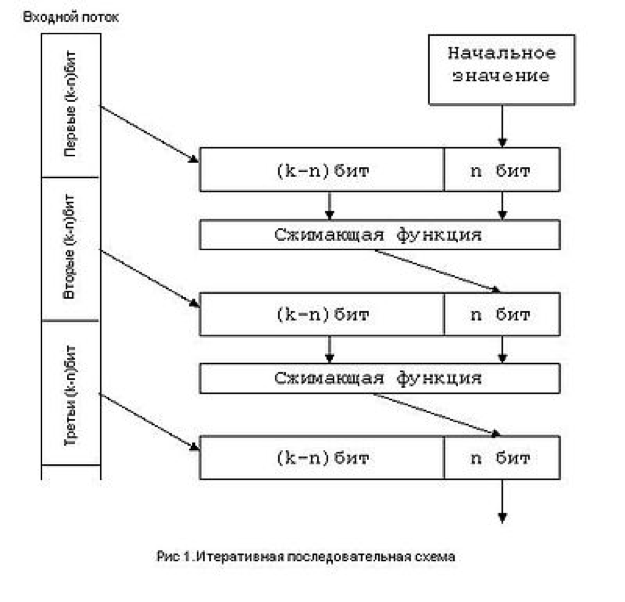 Входной поток
Первые (k-n)бит
Вторые (k-n)бит
Третьи (k-n)бит
Начальное
значение
(k-n)бит
n бит
Сжимающая функция
(k-n)бит
n бит
Сжимающая функция
(k-n)бит
n бит
Рис 1.Итеративная последовательная схема